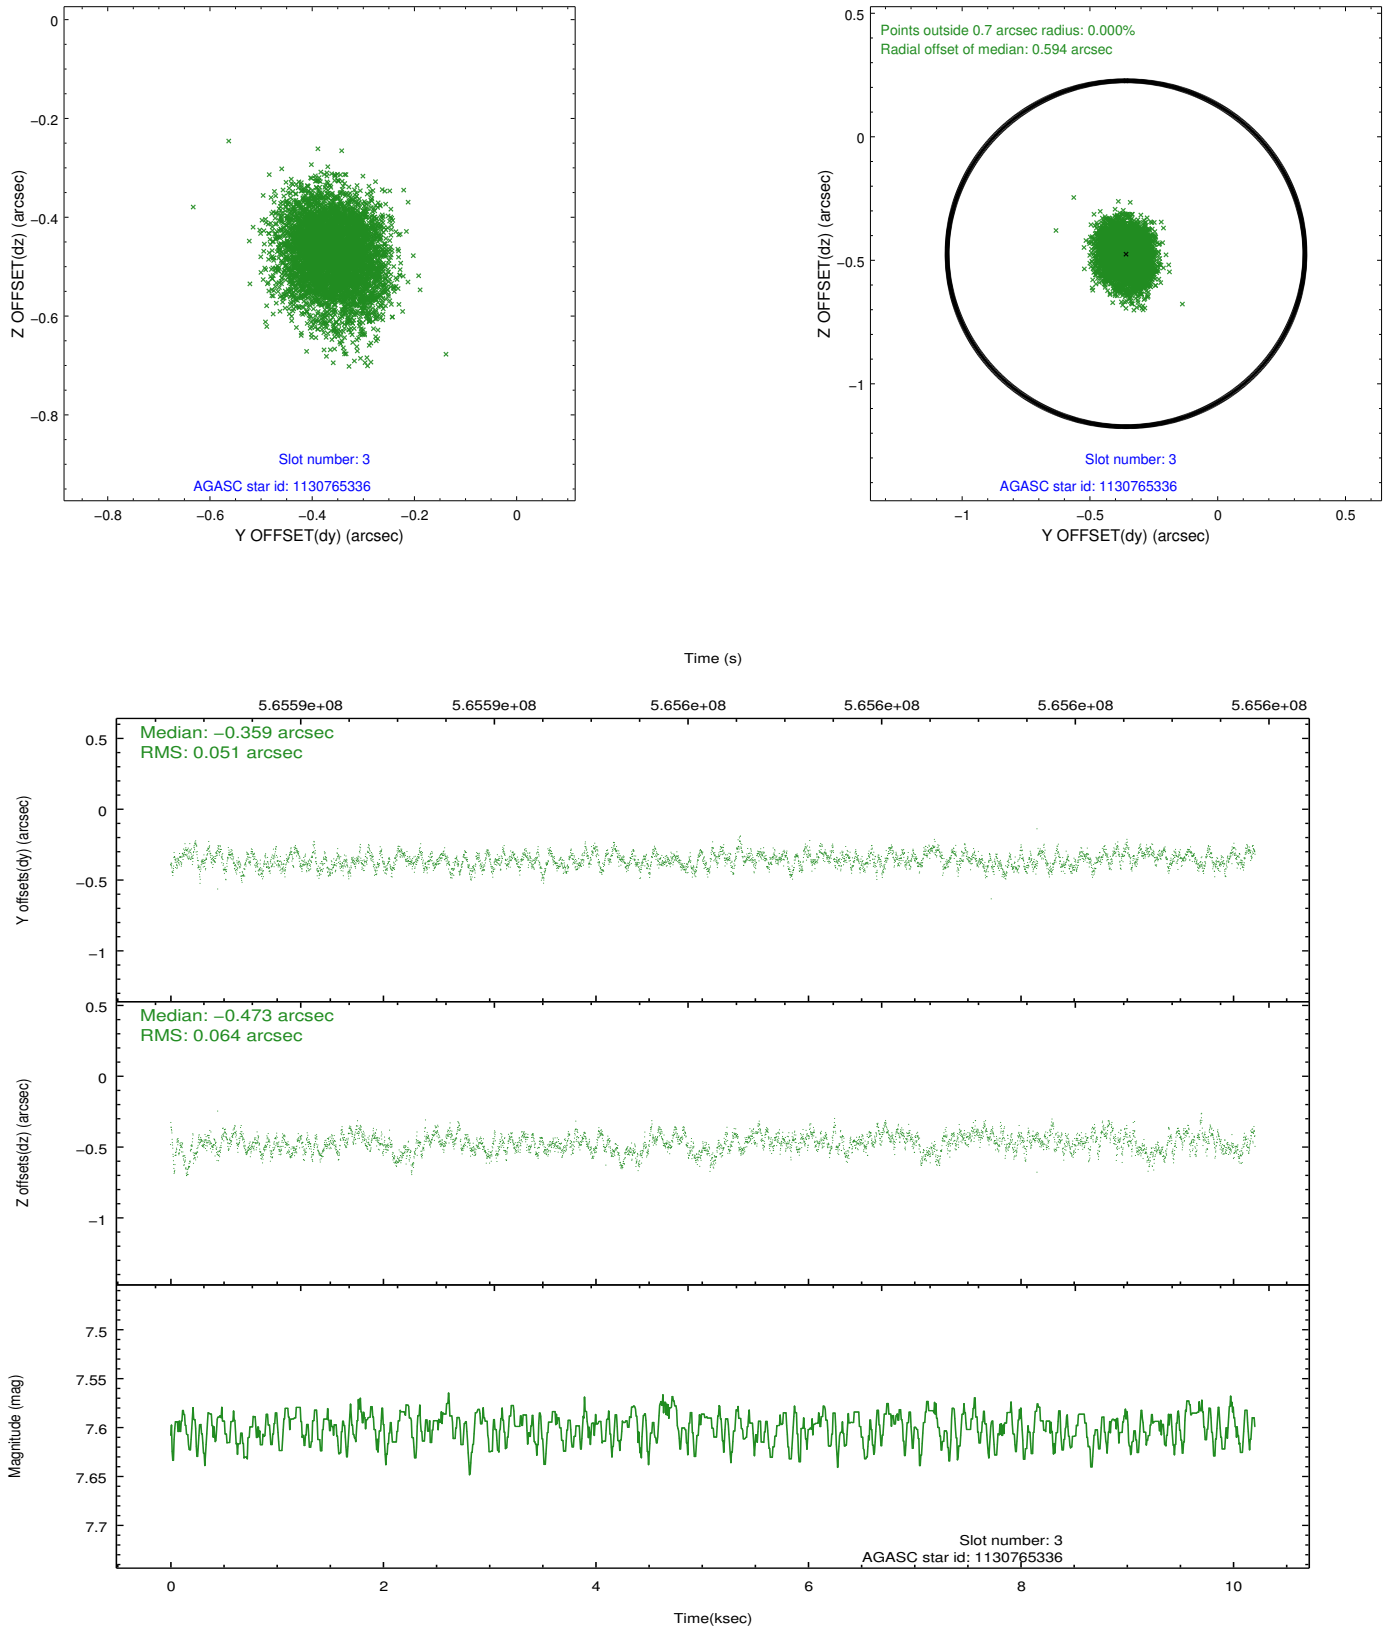 0
−0.2
−0.4
−0.6
−0.8
Z OFFSET(dz) (arcsec)
Slot number: 3
AGASC star id: 1130765336
−0.8 −0.6 −0.4 −0.2 0
Y OFFSET(dy) (arcsec)
0.5
0
−0.5
−1
Z OFFSET(dz) (arcsec)
Points outside 0.7 arcsec radius: 0.000%
Radial offset of median: 0.594 arcsec
Slot number: 3
AGASC star id: 1130765336
−1 −0.5 0 0.5
Y OFFSET(dy) (arcsec)
Time (s)
5.6559e+08 5.6559e+08 5.656e+08 5.656e+08 5.656e+08 5.656e+08
Median: −0.359 arcsec
RMS: 0.051 arcsec
0.5
0
−0.5
−1
Y offsets(dy) (arcsec)
Median: −0.473 arcsec
RMS: 0.064 arcsec
0.5
0
−0.5
−1
Z offsets(dz) (arcsec)
7.5
7.55
7.6
7.65
7.7
Magnitude (mag)
Slot number: 3
AGASC star id: 1130765336
0 2 4 6 8 10
Time(ksec)